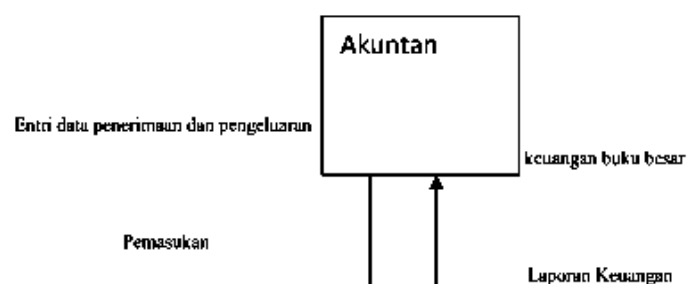 Akuntan
Entri data penerimaan dan pengeluaran
keuangan buku besar
Pemasukan
Laporan Keuangan